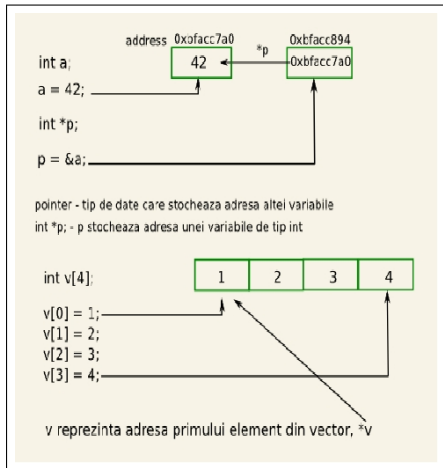 address 0xbfacc7a0 0xbfacc894
int a; 42 *p 0xbfacc7a0
a = 42;
int *p;
p = &a;
pointer - tip de date care stocheaza adresa altei variabile
int *p; - p stocheaza adresa unei variabile de tip int
int v[4]; 1 2 3 4
v[0] = 1;
v[1] = 2;
v[2] = 3;
v[3] = 4;
v reprezinta adresa primului element din vector, *v